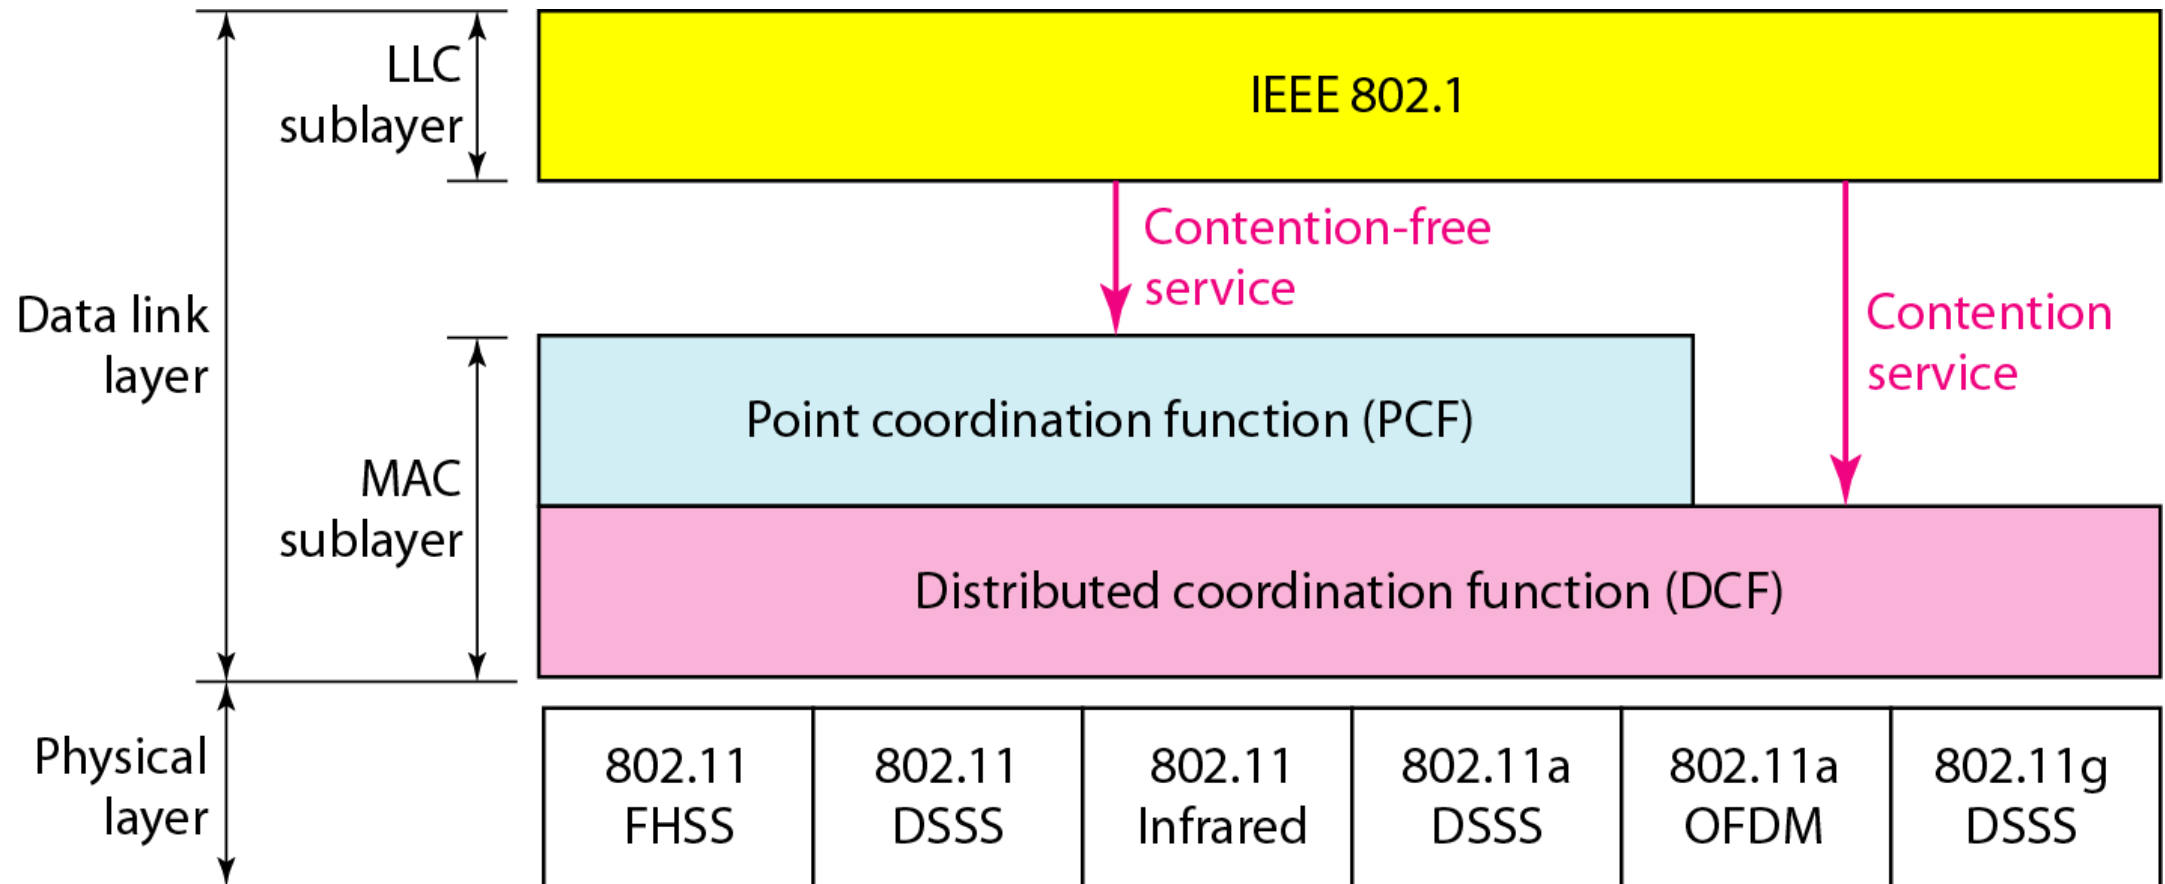 LLC
sublayer
IEEE 802.1
Contention-free
service
Contention
service
Data link
layer
Point coordination function (PCF)
MAC
sublayer
Distributed coordination function (DCF)
Physical
layer
802.11
FHSS
802.11
DSSS
802.11
Infrared
802.11a
DSSS
802.11a
OFDM
802.11g
DSSS